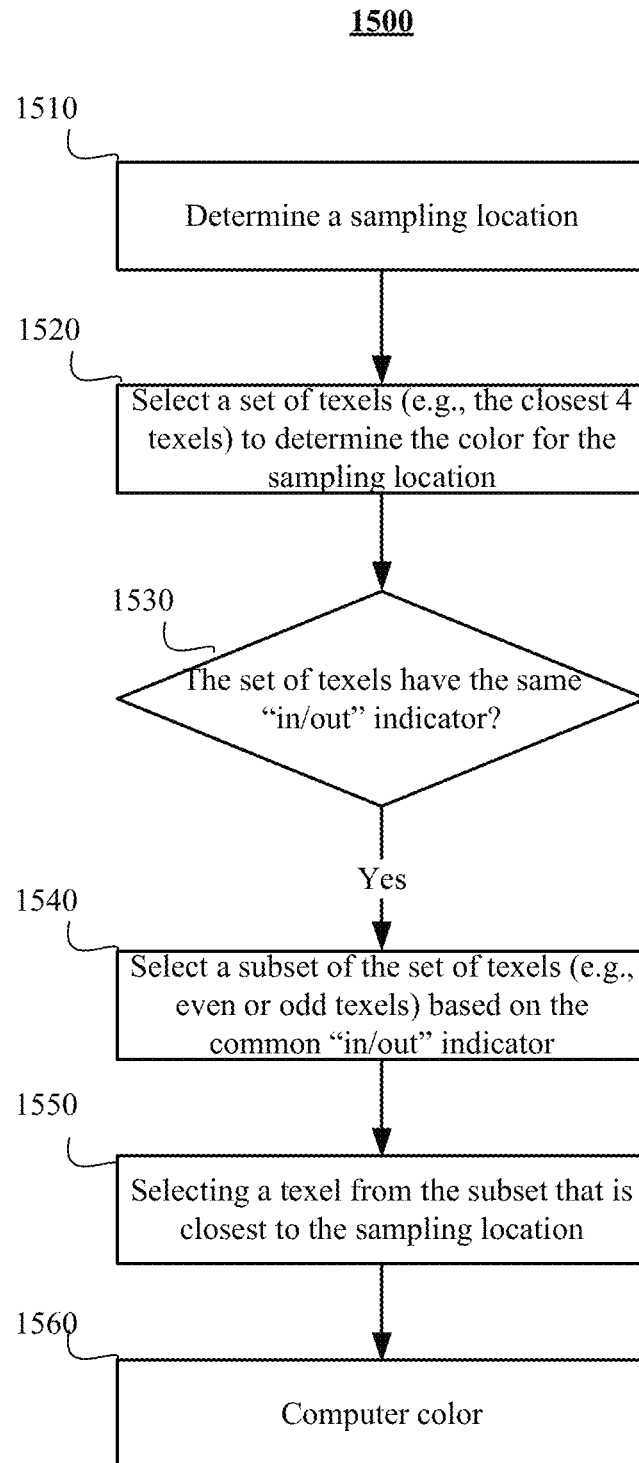 1500
1510
Determine a sampling location
1520
Select a set of texels (e.g., the closest 4
texels) to determine the color for the
sampling location
1530
The set of texels have the same
“in/out” indicator?
Yes
1540
Select a subset of the set of texels (e.g.,
even or odd texels) based on the
common “in/out” indicator
1550
Selecting a texel from the subset that is
closest to the sampling location
1560
Computer color